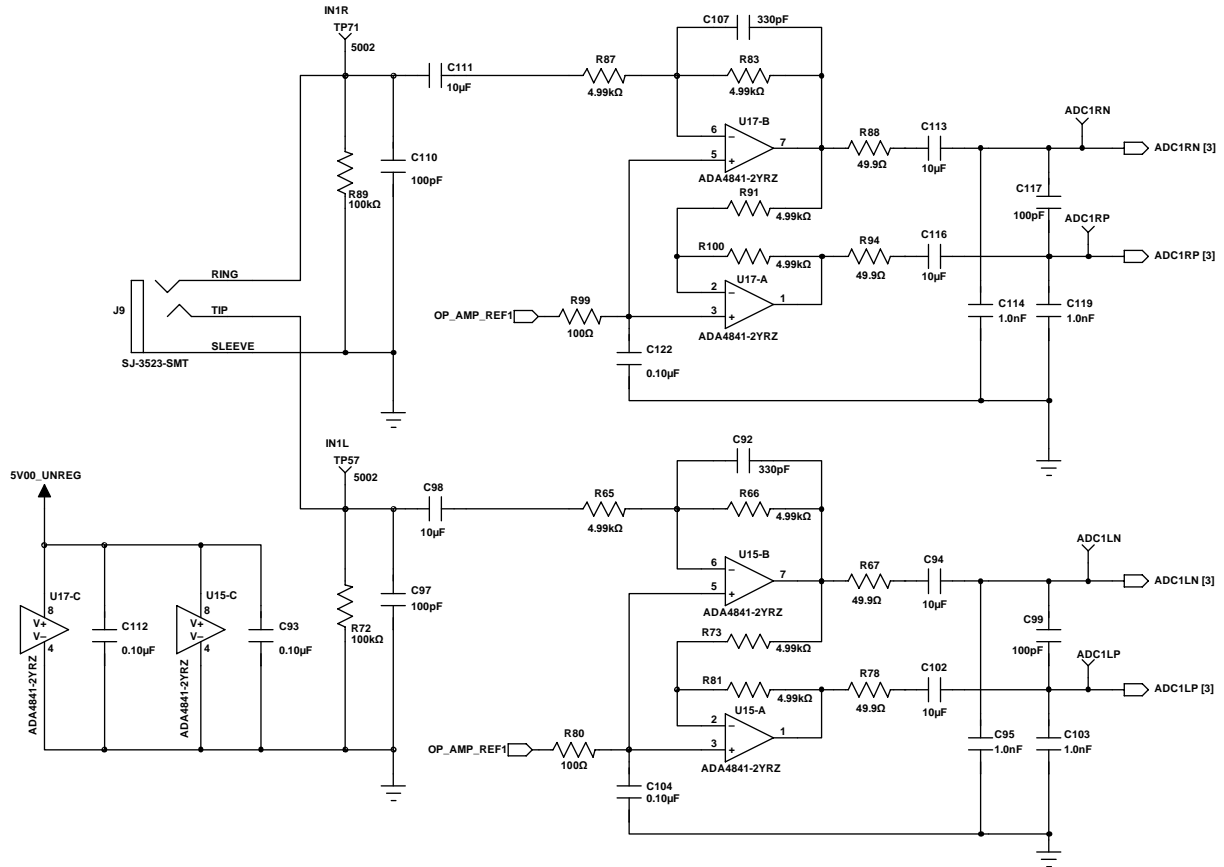 IN1R
TP71
5002
C111
10µF
R87
4.99kΩ
C107
330pF
R83
4.99kΩ
U17-B
6
5
7
−
+
ADA4841-2YRZ
R88
49.9Ω
C113
10µF
ADC1RN
ADC1RN [3]
C110
100pF
R89
100kΩ
R91
4.99kΩ
C117
100pF
ADC1RP
ADC1RP [3]
R100
4.99kΩ
R94
49.9Ω
C116
10µF
U17-A
2
3
1
−
+
ADA4841-2YRZ
RING
TIP
SLEEVE
J9
SJ-3523-SMT
OP_AMP_REF1
R99
100Ω
C122
0.10µF
C114
1.0nF
C119
1.0nF
IN1L
TP57
5002
C98
10µF
R65
4.99kΩ
C92
330pF
R66
4.99kΩ
U15-B
6
5
7
−
+
ADA4841-2YRZ
R67
49.9Ω
C94
10µF
ADC1LN
ADC1LN [3]
5V00_UNREG
U17-C
8
V+
V−
4
ADA4841-2YRZ
C112
0.10µF
U15-C
8
V+
V−
4
ADA4841-2YRZ
C93
0.10µF
R72
100kΩ
C97
100pF
R73
4.99kΩ
C99
100pF
ADC1LP
ADC1LP [3]
R81
4.99kΩ
R78
49.9Ω
C102
10µF
U15-A
2
3
1
−
+
ADA4841-2YRZ
OP_AMP_REF1
R80
100Ω
C104
0.10µF
C95
1.0nF
C103
1.0nF